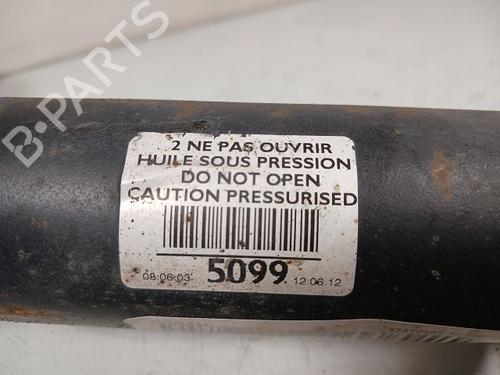 B-PARTS
2 NE PAS OUVRIR
HUILE SOUS PRESSION
DO NOT OPEN
CAUTION PRESSURISED
08.06.03 5099 12.06.12